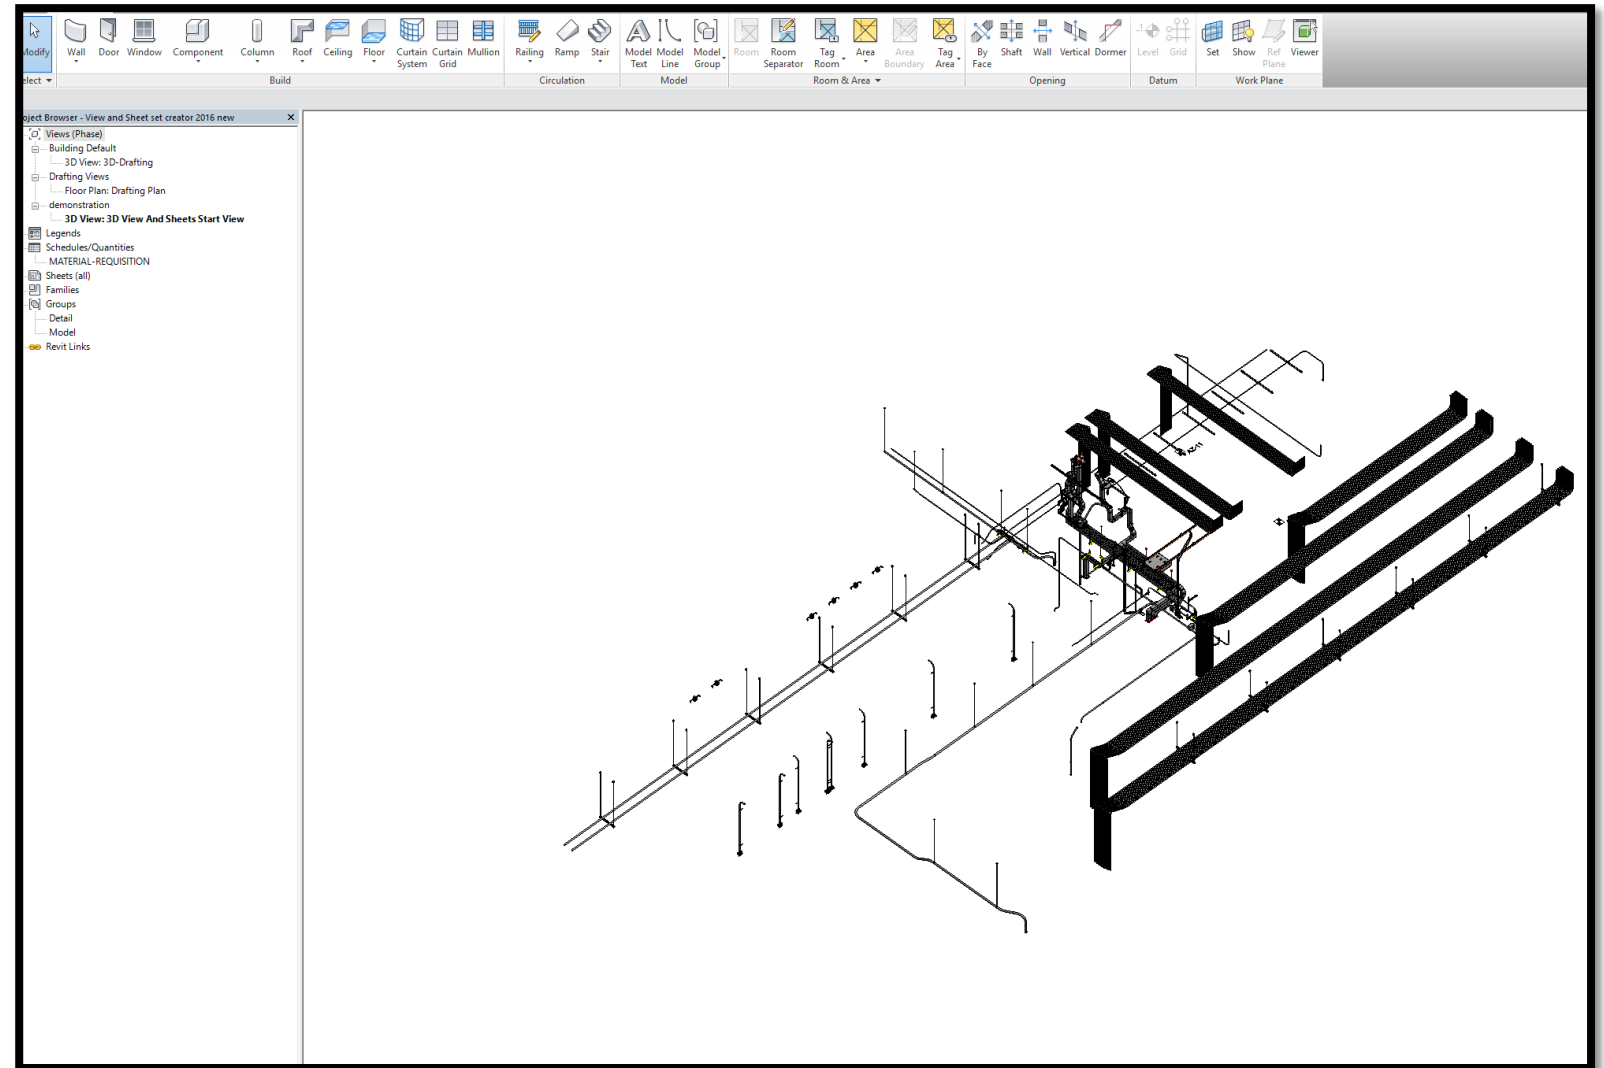 Modify
Wall
Door
Window
Component
Column
Roof
Ceiling
Floor
Curtain System
Curtain Grid
Mullion
Railing
Ramp
Stair
Model Text
Model Line
Model Group
Room
Room Separator
Tag Room
Area
Area Boundary
Tag Area
By Face
Shaft
Wall
Vertical
Dormer
Level
Grid
Set
Show
Ref Plane
Viewer
elect
Build
Circulation
Model
Room & Area
Opening
Datum
Work Plane
oject Browser - View and Sheet set creator 2016 new
Views (Phase)
Building Default
3D View: 3D-Drafting
Drafting Views
Floor Plan: Drafting Plan
demonstration
3D View: 3D View And Sheets Start View
Legends
Schedules/Quantities
MATERIAL-REQUISITION
Sheets (all)
Families
Groups
Detail
Model
Revit Links